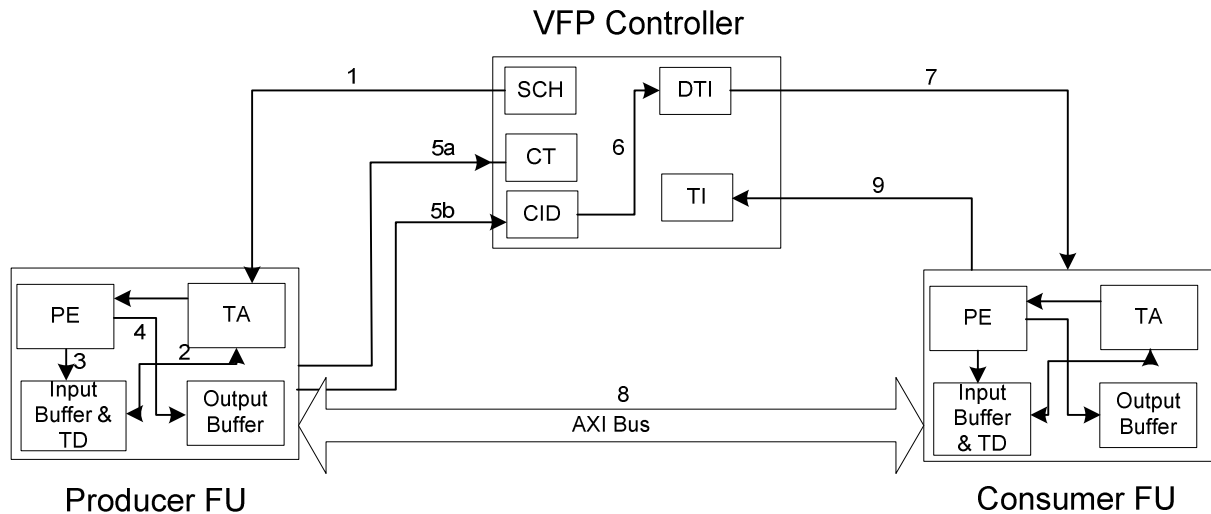 VFP Controller
1
SCH
DTI
7
5a
CT
6
TI
9
5b
CID
PE
TA
4
3
2
Input
Buffer &
TD
Output
Buffer
8
AXI Bus
PE
TA
Input
Buffer
& TD
Output
Buffer
Producer FU
Consumer FU